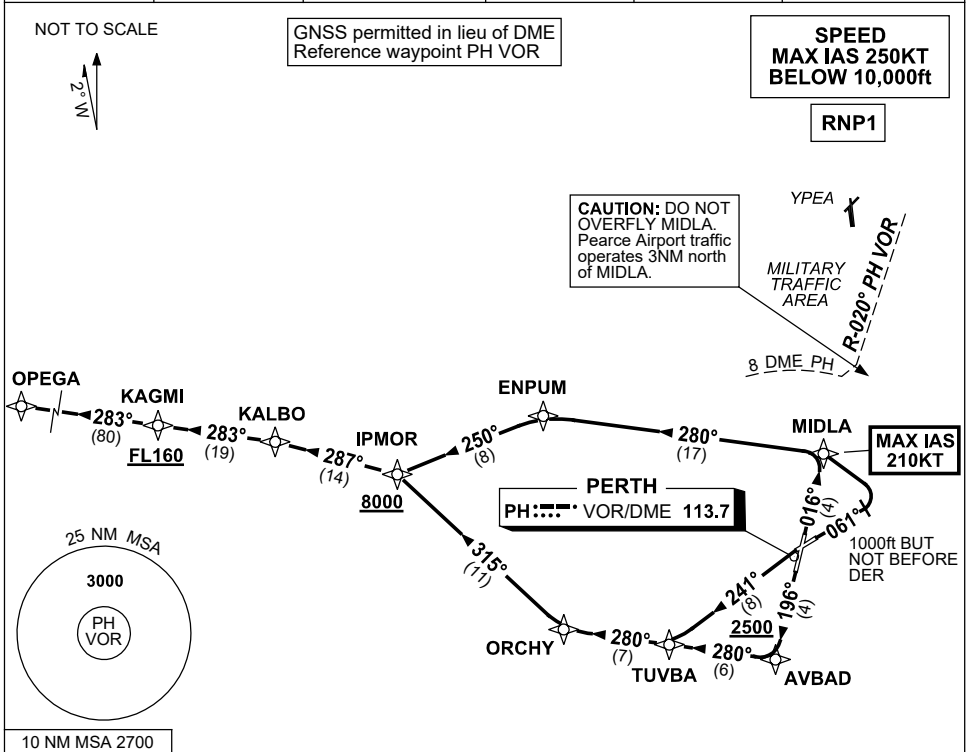 NOT TO SCALE
2° W
GNSS permitted in lieu of DME
Reference waypoint PH VOR
SPEED
MAX IAS 250KT
BELOW 10,000ft
RNP1
CAUTION: DO NOT
OVERFLY MIDLA.
Pearce Airport traffic
operates 3NM north
of MIDLA.
YPEA
MILITARY
TRAFFIC
AREA
R-020° PH VOR
8 DME PH
OPEGA
283°
(80)
KAGMI
FL160
283°
(19)
KALBO
287°
(14)
IPMOR
8000
250°
(8)
ENPUM
280°
(17)
MIDLA
MAX IAS
210KT
016°
(4)
061°
1000ft BUT
NOT BEFORE
DER
PERTH
PH VOR/DME 113.7
315°
(11)
241°
(8)
196°
(4)
2500
ORCHY
280°
(7)
TUVBA
280°
(6)
AVBAD
25 NM MSA
3000
PH
VOR
10 NM MSA 2700